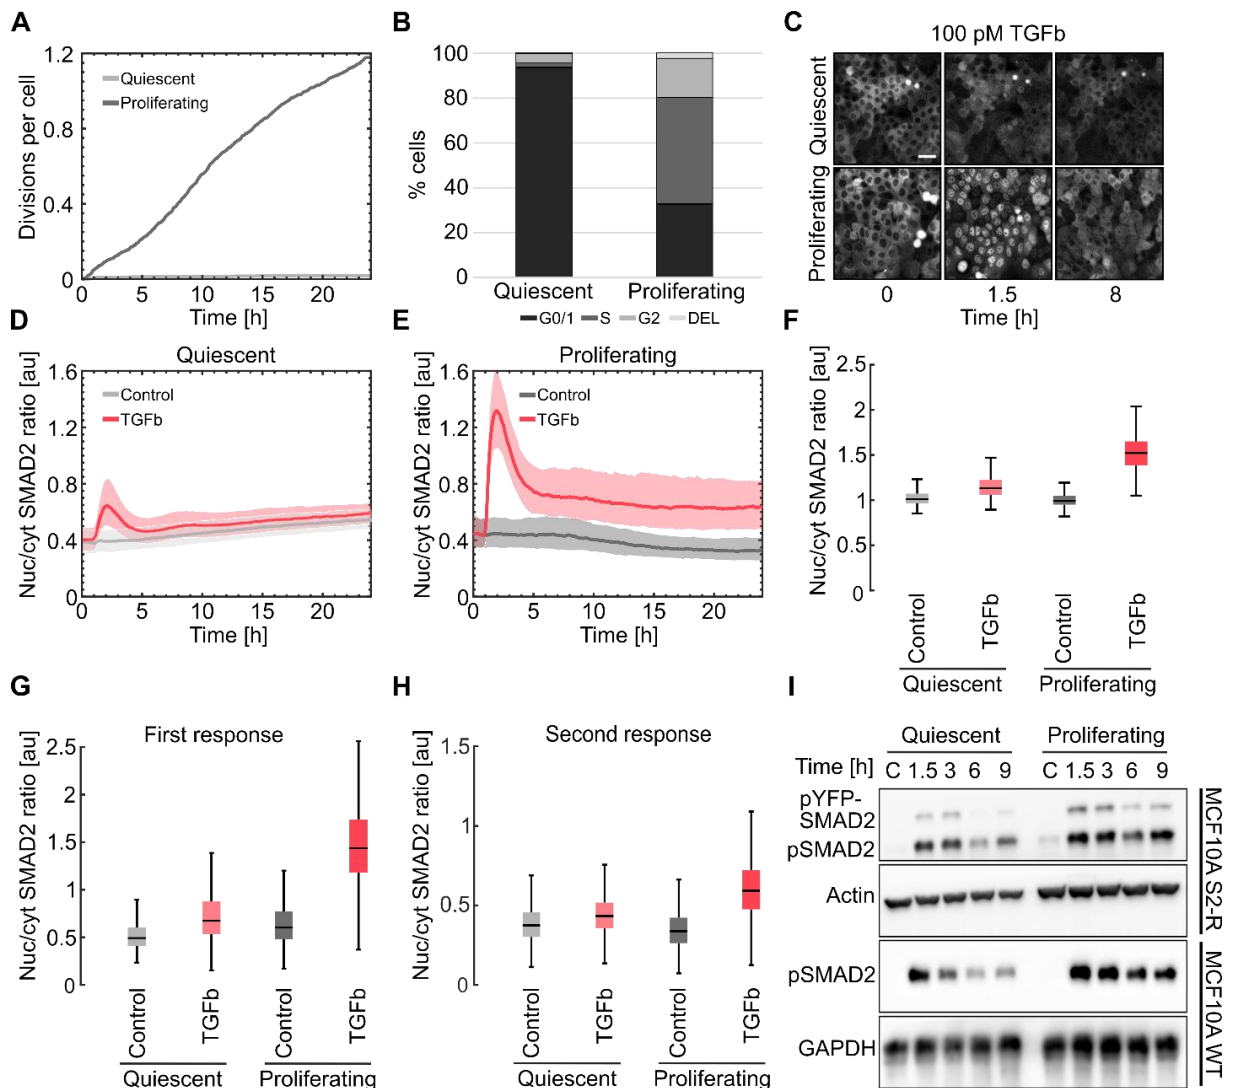 A
Divisions per cell
1.2
0.8
0.4
0
Quiescent
Proliferating
0 5 10 15 20
Time [h]
B
% cells
100
80
60
40
20
0
Quiescent Proliferating
G0/1 S G2 DEL
C
100 pM TGFb
Quiescent
Proliferating
0 1.5 8
Time [h]
D
Quiescent
Nuc/cyt SMAD2 ratio [au]
1.6
1.2
0.8
0.4
0
Control
TGFb
0 5 10 15 20
Time [h]
E
Proliferating
Nuc/cyt SMAD2 ratio [au]
1.6
1.2
0.8
0.4
0
Control
TGFb
0 5 10 15 20
Time [h]
F
Nuc/cyt SMAD2 ratio [au]
2.5
2
1.5
1
0.5
0
Control TGFb Control TGFb
Quiescent Proliferating
G
First response
Nuc/cyt SMAD2 ratio [au]
2.5
2
1.5
1
0.5
0
Control TGFb Control TGFb
Quiescent Proliferating
H
Second response
Nuc/cyt SMAD2 ratio [au]
1.5
1
0.5
0
Control TGFb Control TGFb
Quiescent Proliferating
I
Quiescent Proliferating
Time [h] C 1.5 3 6 9 C 1.5 3 6 9
pYFP-
SMAD2
pSMAD2
Actin
MCF10A S2-R
pSMAD2
GAPDH
MCF10A WT